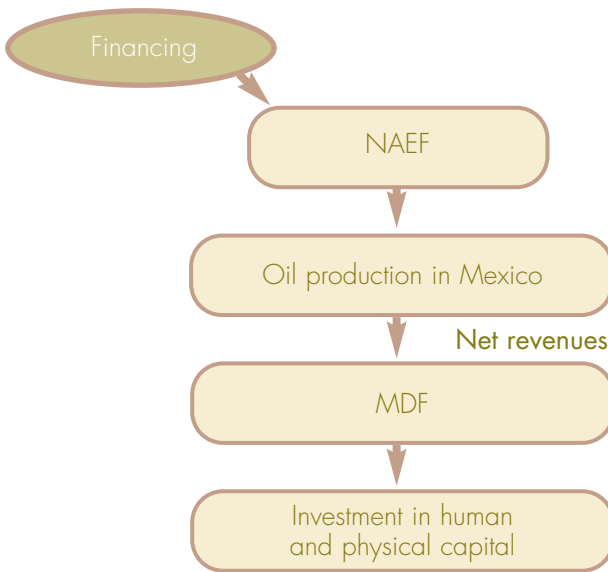 Financing
NAEF
Oil production in Mexico
Net revenues
MDF
Investment in human
and physical capital